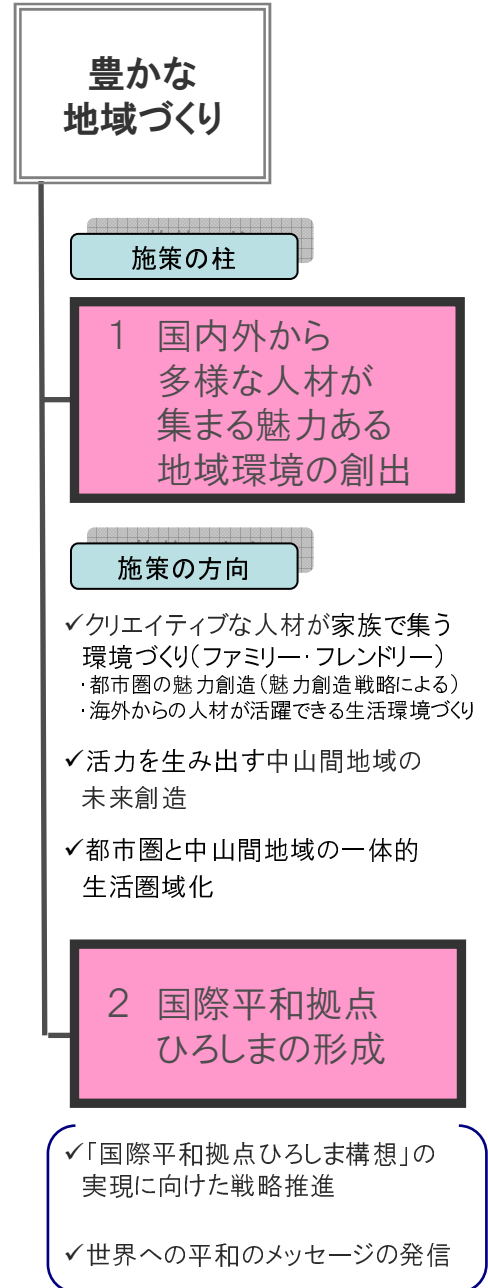 豊かな
地域づくり
施策の柱
1 国内外から
多様な人材が
集まる魅力ある
地域環境の創出
施策の方向
✓クリエイティブな人材が家族で集う
環境づくり(ファミリー・フレンドリー)
・都市圏の魅力創造(魅力創造戦略による)
・海外からの人材が活躍できる生活環境づくり
✓活力を生み出す中山間地域の
未来創造
✓都市圏と中山間地域の一体的
生活圏域化
2 国際平和拠点
ひろしまの形成
✓「国際平和拠点ひろしま構想」の
実現に向けた戦略推進
✓世界への平和のメッセージの発信